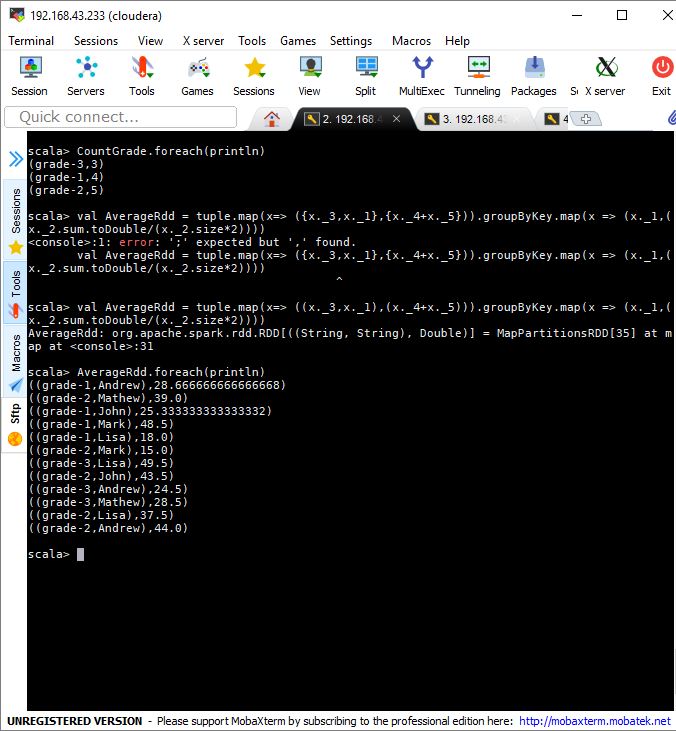 192.168.43.233 (cloudera)
Terminal Sessions View X server Tools Games Settings Macros Help
Session Servers Tools Games Sessions View Split MultiExec Tunneling Packages Se X server Exit
Quick connect...
2. 192.168.4
3. 192.168.43
4
Sessions
Tools
Macros
Sftp
scala> CountGrade.foreach(println)
(grade-3,3)
(grade-1,4)
(grade-2,5)
scala> val AverageRdd = tuple.map(x=> ({x._3,x._1},{x._4+x._5})).groupByKey.map(x => (x._1,(
x._2.sum.toDouble/(x._2.size*2))))
<console>:1: error: ';' expected but ',' found.
val AverageRdd = tuple.map(x=> ({x._3,x._1},{x._4+x._5})).groupByKey.map(x => (x._1,(
x._2.sum.toDouble/(x._2.size*2))))
^
scala> val AverageRdd = tuple.map(x=> ((x._3,x._1),(x._4+x._5))).groupByKey.map(x => (x._1,(
x._2.sum.toDouble/(x._2.size*2))))
AverageRdd: org.apache.spark.rdd.RDD[((String, String), Double)] = MapPartitionsRDD[35] at m
ap at <console>:31
scala> AverageRdd.foreach(println)
((grade-1,Andrew),28.666666666666668)
((grade-2,Mathew),39.0)
((grade-1,John),25.333333333333332)
((grade-1,Mark),48.5)
((grade-1,Lisa),18.0)
((grade-2,Mark),15.0)
((grade-3,Lisa),49.5)
((grade-2,John),43.5)
((grade-3,Andrew),24.5)
((grade-3,Mathew),28.5)
((grade-2,Lisa),37.5)
((grade-2,Andrew),44.0)
scala>
UNREGISTERED VERSION - Please support MobaXterm by subscribing to the professional edition here: http://mobaxterm.mobatek.net